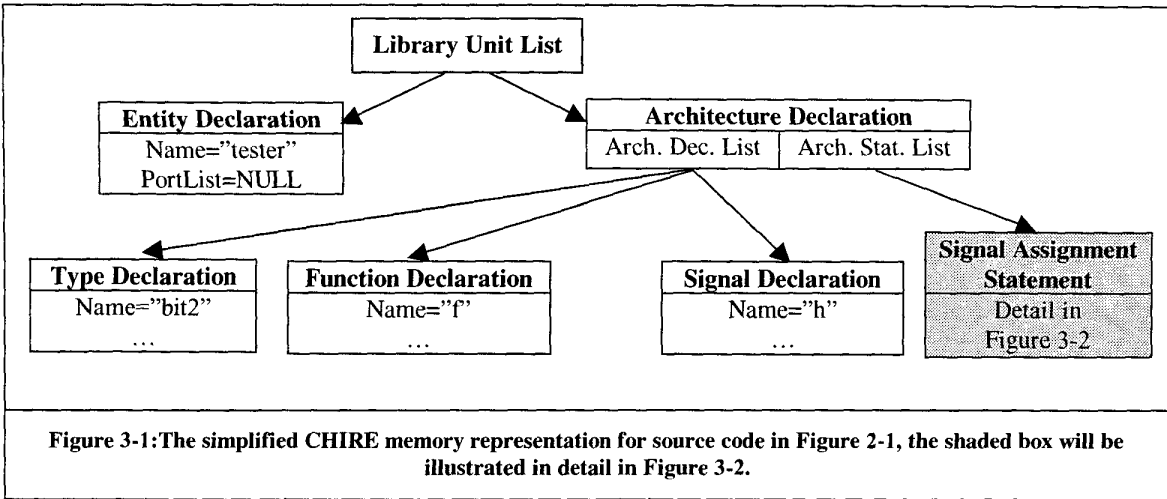 Library Unit List
Entity Declaration
Name=”tester”
PortList=NULL
Architecture Declaration
Arch. Dec. List
Arch. Stat. List
Type Declaration
Name=”bit2”
…
Function Declaration
Name=”f”
…
Signal Declaration
Name=”h”
…
Signal Assignment
Statement
Detail in
Figure 3-2
Figure 3-1:The simplified CHIRE memory representation for source code in Figure 2-1, the shaded box will be
illustrated in detail in Figure 3-2.